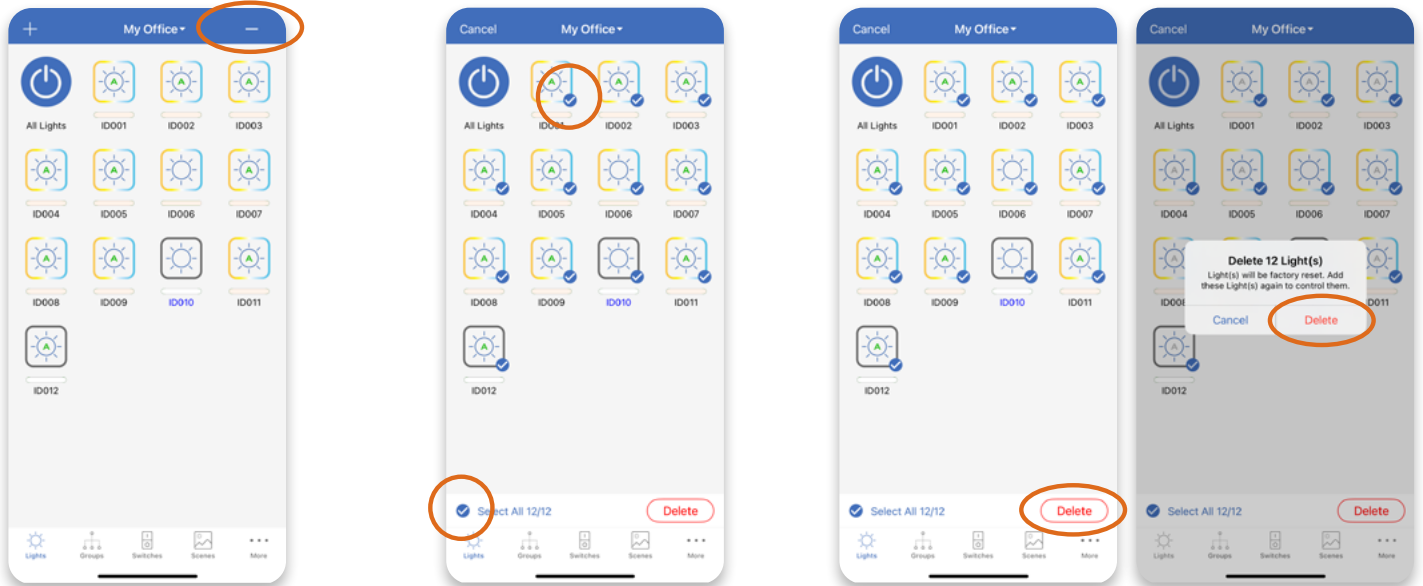 + My Office ▾ –
A A A
All Lights ID001 ID002 ID003
A A A
ID004 ID005 ID006 ID007
A A A
ID008 ID009 ID010 ID011
A
ID012
Lights Groups Switches Scenes More
Cancel My Office ▾
A A A
All Lights ID001 ID002 ID003
A A A
ID004 ID005 ID006 ID007
A A A
ID008 ID009 ID010 ID011
A
ID012
Select All 12/12 Delete
Lights Groups Switches Scenes More
Cancel My Office ▾
A A A
All Lights ID001 ID002 ID003
A A A
ID004 ID005 ID006 ID007
A A A
ID008 ID009 ID010 ID011
A
ID012
Select All 12/12 Delete
Lights Groups Switches Scenes More
Cancel My Office ▾
A A A
All Lights ID001 ID002 ID003
A A A
ID004 ID005 ID006 ID007
Delete 12 Light(s)
Light(s) will be factory reset. Add
these Light(s) again to control them.
ID008 ID011
Cancel Delete
A
ID012
Select All 12/12 Delete
Lights Groups Switches Scenes More